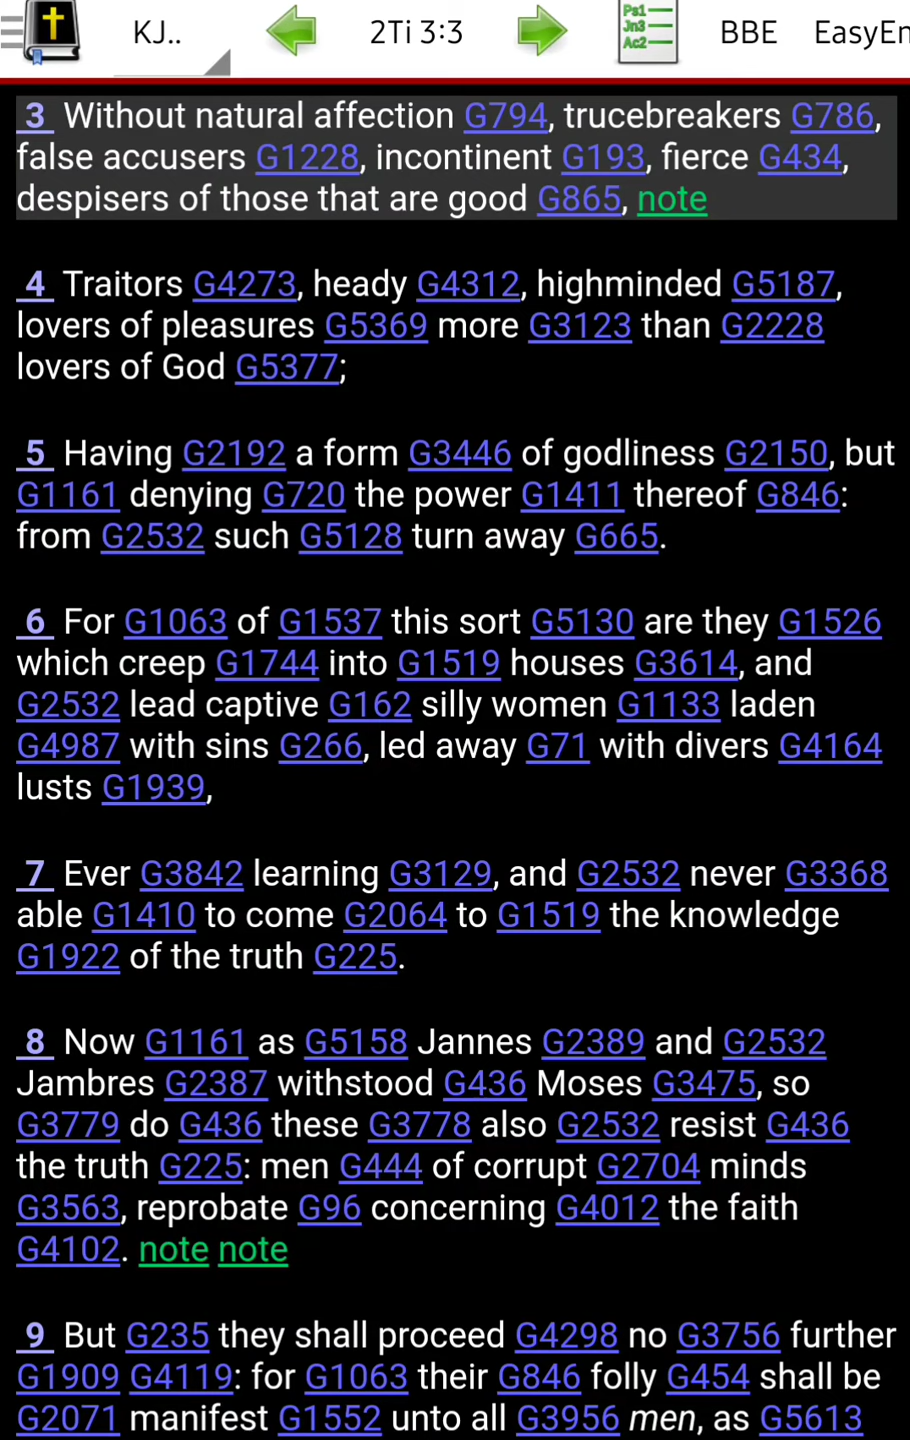 KJ.. 2Ti 3:3 Ps1 Jn3 Ac2 BBE EasyEn
3 Without natural affection G794, trucebreakers G786,
false accusers G1228, incontinent G193, fierce G434,
despisers of those that are good G865, note
4 Traitors G4273, heady G4312, highminded G5187,
lovers of pleasures G5369 more G3123 than G2228
lovers of God G5377;
5 Having G2192 a form G3446 of godliness G2150, but
G1161 denying G720 the power G1411 thereof G846:
from G2532 such G5128 turn away G665.
6 For G1063 of G1537 this sort G5130 are they G1526
which creep G1744 into G1519 houses G3614, and
G2532 lead captive G162 silly women G1133 laden
G4987 with sins G266, led away G71 with divers G4164
lusts G1939,
7 Ever G3842 learning G3129, and G2532 never G3368
able G1410 to come G2064 to G1519 the knowledge
G1922 of the truth G225.
8 Now G1161 as G5158 Jannes G2389 and G2532
Jambres G2387 withstood G436 Moses G3475, so
G3779 do G436 these G3778 also G2532 resist G436
the truth G225: men G444 of corrupt G2704 minds
G3563, reprobate G96 concerning G4012 the faith
G4102. note note
9 But G235 they shall proceed G4298 no G3756 further
G1909 G4119: for G1063 their G846 folly G454 shall be
G2071 manifest G1552 unto all G3956 men, as G5613